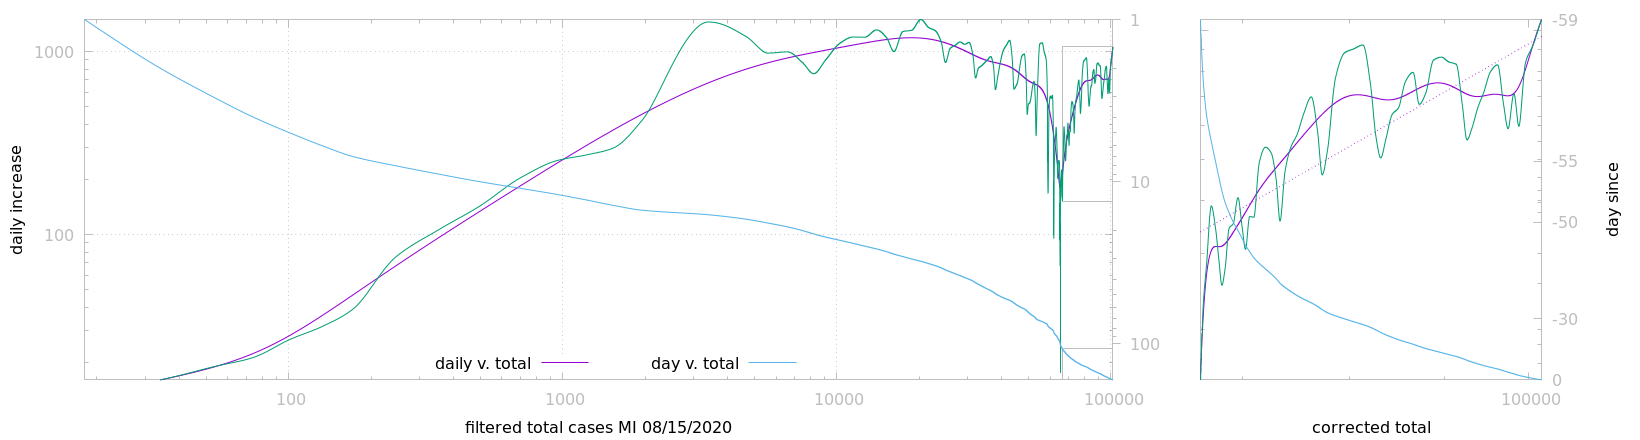 1000
100
daily increase
daily v. total
day v. total
100
1000
10000
100000
filtered total cases MI 08/15/2020
1
10
100
-59
-55
-50
-30
0
day since
100000
corrected total